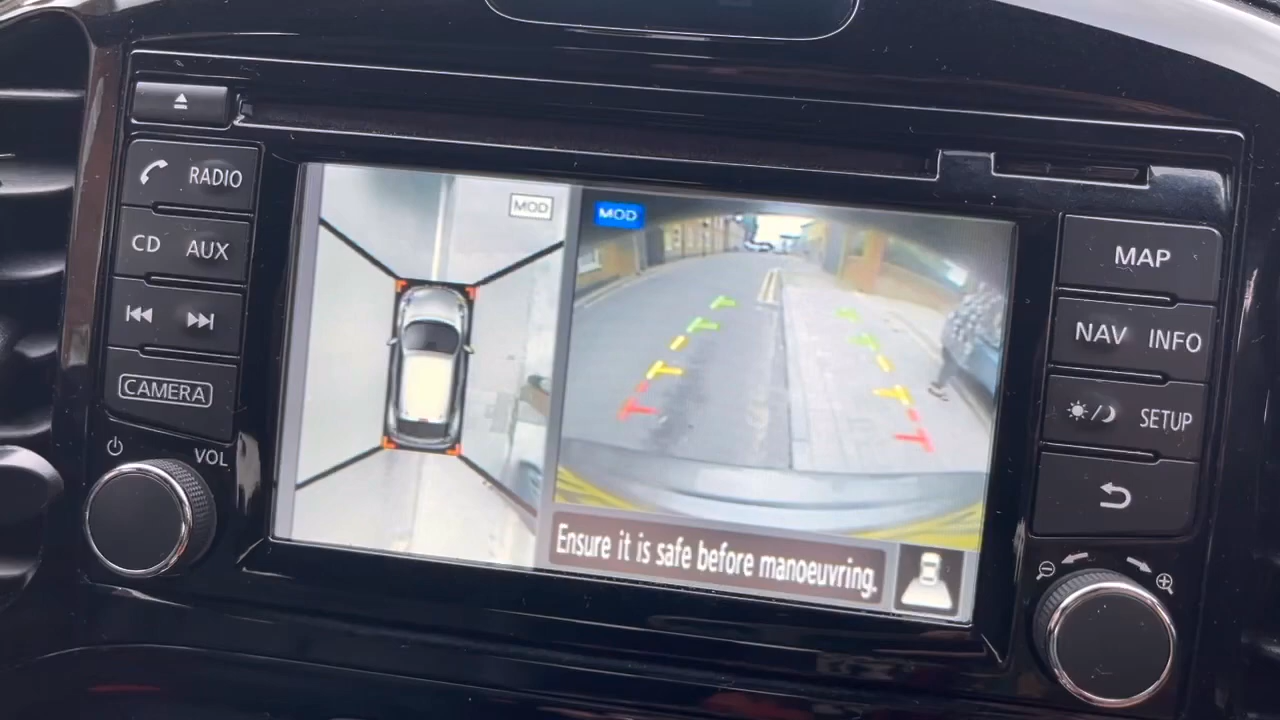 RADIO
CD AUX
CAMERA
VOL
MOD
MOD
Ensure it is safe before manoeuvring.
MAP
NAV INFO
SETUP